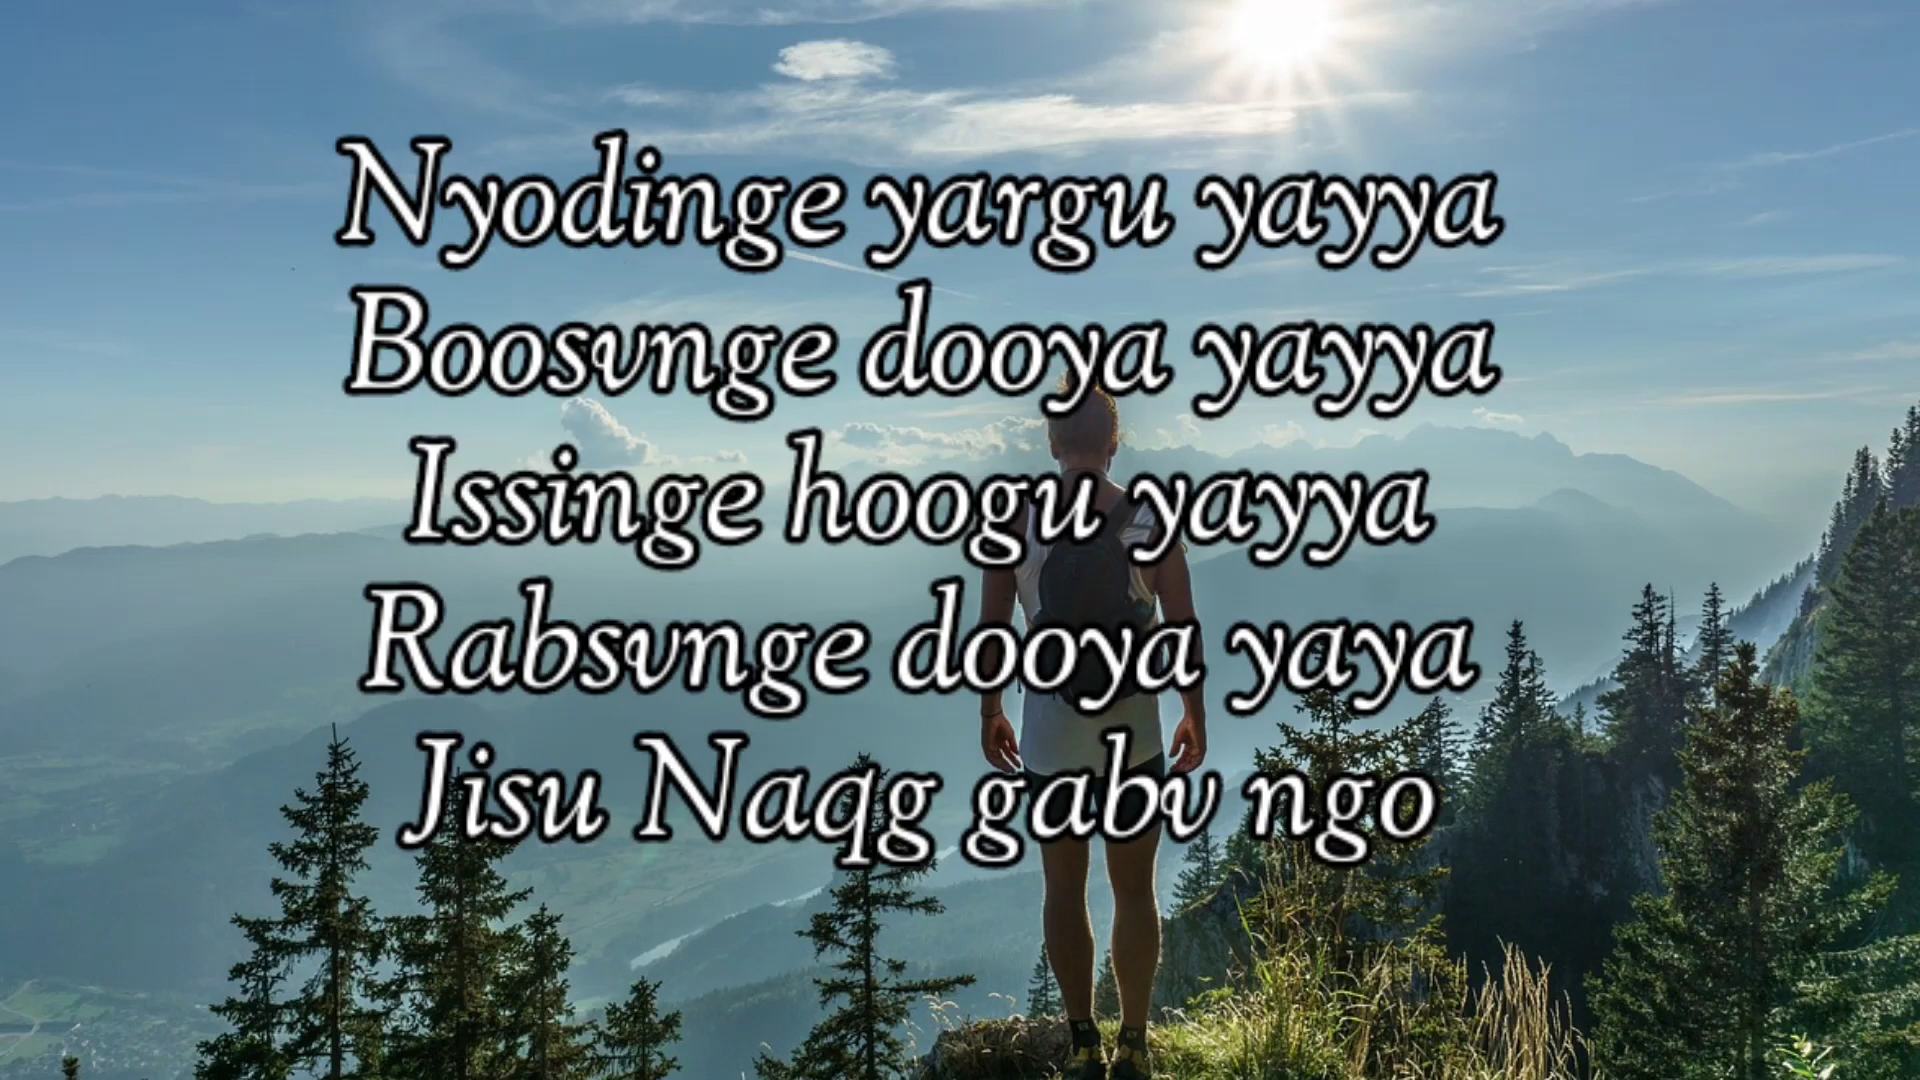 Nyodinge yargu yayya
Boosvnge dooya yayya
Issinge hoogu yayya
Rabsvnge dooya yaya
Jisu Naqg gabv ngo